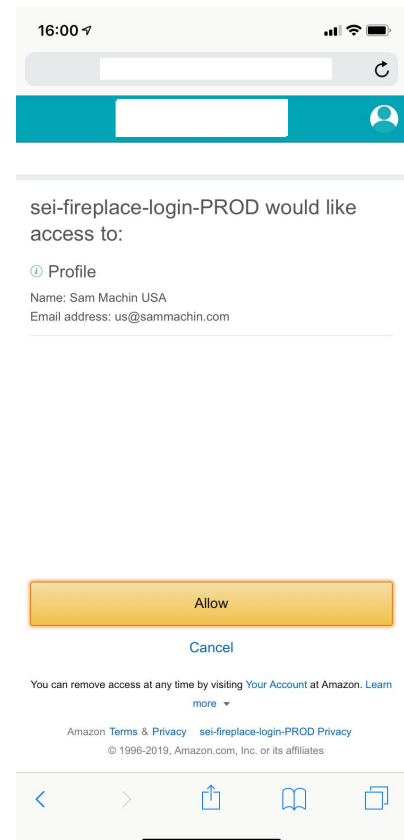 16:00
sei-fireplace-login-PROD would like
access to:
Profile
Name: Sam Machin USA
Email address: us@sammachin.com
Allow
Cancel
You can remove access at any time by visiting Your Account at Amazon. Learn
more
Amazon Terms & Privacy sei-fireplace-login-PROD Privacy
© 1996-2019, Amazon.com, Inc. or its affiliates